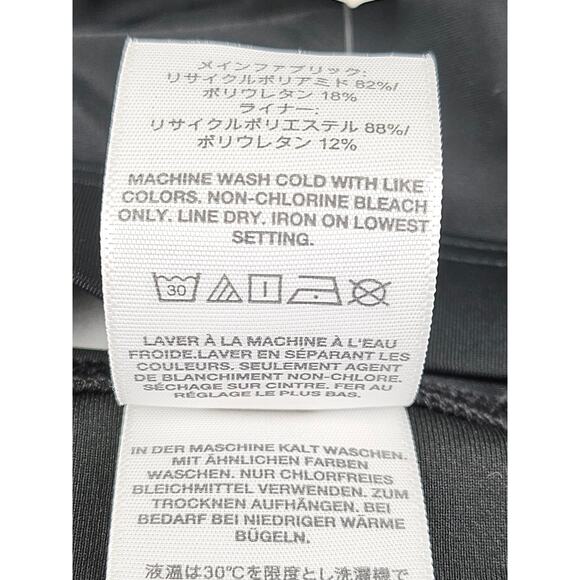 メインファブリック:
リサイクルポリアミド 82%/
ポリウレタン 18%
ライナー:
リサイクルポリエステル 88%/
ポリウレタン 12%
MACHINE WASH COLD WITH LIKE
COLORS. NON-CHLORINE BLEACH
ONLY. LINE DRY. IRON ON LOWEST
SETTING.
30
LAVER À LA MACHINE À L'EAU
FROIDE.LAVER EN SÉPARANT LES
COULEURS. SEULEMENT AGENT
DE BLANCHIMENT NON-CHLORE.
SÉCHAGE SUR CINTRE. FER AU
RÉGLAGE LE PLUS BAS.
IN DER MASCHINE KALT WASCHEN.
MIT ÄHNLICHEN FARBEN
WASCHEN. NUR CHLORFREIES
BLEICHMITTEL VERWENDEN. ZUM
TROCKNEN AUFHÄNGEN. BEI
BEDARF BEI NIEDRIGER WÄRME
BÜGELN.
液温は30℃を限度とし洗濯機で